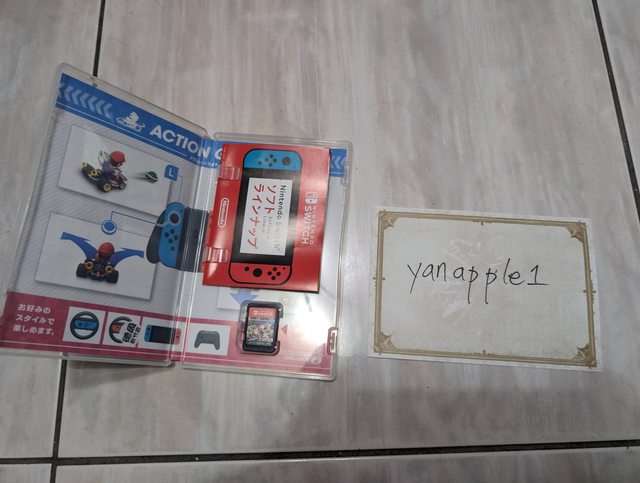 ACTION G
L
お好みの
スタイルで
楽しめます。
Nintendo
Nintendo Switch
ソフト
ラインナップ
NINTENDO
SWITCH
yanapple1